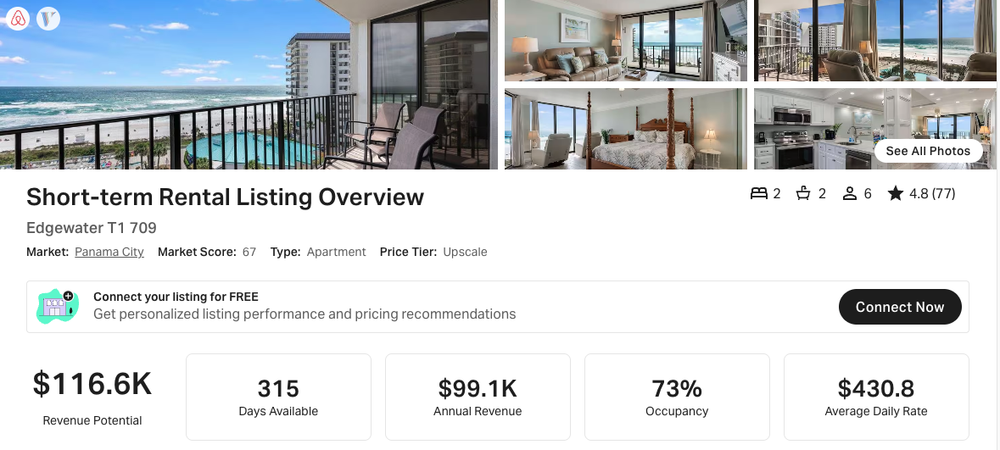 See All Photos
Short-term Rental Listing Overview
2 2 6 4.8 (77)
Edgewater T1 709
Market: Panama City Market Score: 67 Type: Apartment Price Tier: Upscale
Connect your listing for FREE
Get personalized listing performance and pricing recommendations
Connect Now
$116.6K
Revenue Potential
315
Days Available
$99.1K
Annual Revenue
73%
Occupancy
$430.8
Average Daily Rate